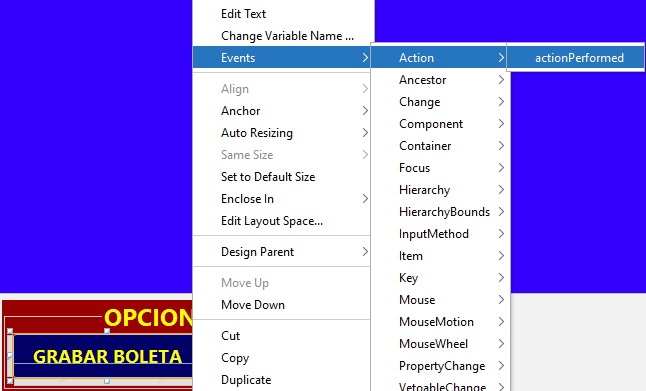 Edit Text
Change Variable Name ...
Events
Align
Anchor
Auto Resizing
Same Size
Set to Default Size
Enclose In
Edit Layout Space...
Design Parent
Move Up
Move Down
Cut
Copy
Duplicate
Action
Ancestor
Change
Component
Container
Focus
Hierarchy
HierarchyBounds
InputMethod
Item
Key
Mouse
MouseMotion
MouseWheel
PropertyChange
VetoableChange
actionPerformed
OPCION
GRABAR BOLETA